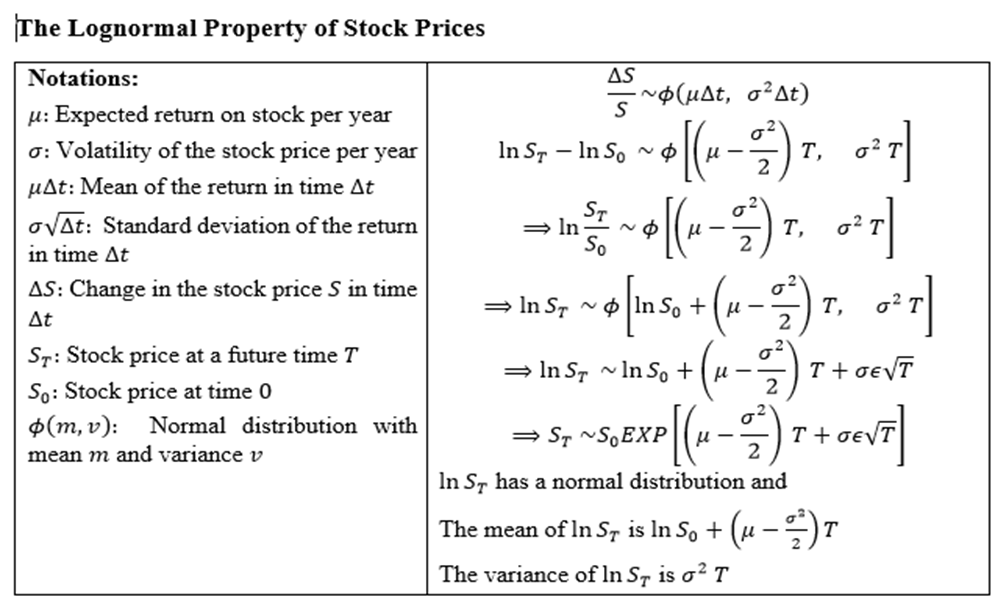 The Lognormal Property of Stock Prices
Notations:
μ: Expected return on stock per year
σ: Volatility of the stock price per year
μΔt: Mean of the return in time Δt
σ√Δt: Standard deviation of the return
in time Δt
ΔS: Change in the stock price S in time
Δt
S_T: Stock price at a future time T
S_0: Stock price at time 0
ϕ(m, v): Normal distribution with
mean m and variance v
ΔS/S ~ϕ(μΔt, σ²Δt)
ln S_T − ln S_0 ~ ϕ[(μ − σ²/2) T, σ² T]
⟹ ln S_T/S_0 ~ ϕ[(μ − σ²/2) T, σ² T]
⟹ ln S_T ~ ϕ[ln S_0 + (μ − σ²/2) T, σ² T]
⟹ ln S_T ~ ln S_0 + (μ − σ²/2) T + σϵ√T
⟹ S_T ~S_0EXP[(μ − σ²/2) T + σϵ√T]
ln S_T has a normal distribution and
The mean of ln S_T is ln S_0 + (μ − σ²/2)T
The variance of ln S_T is σ² T